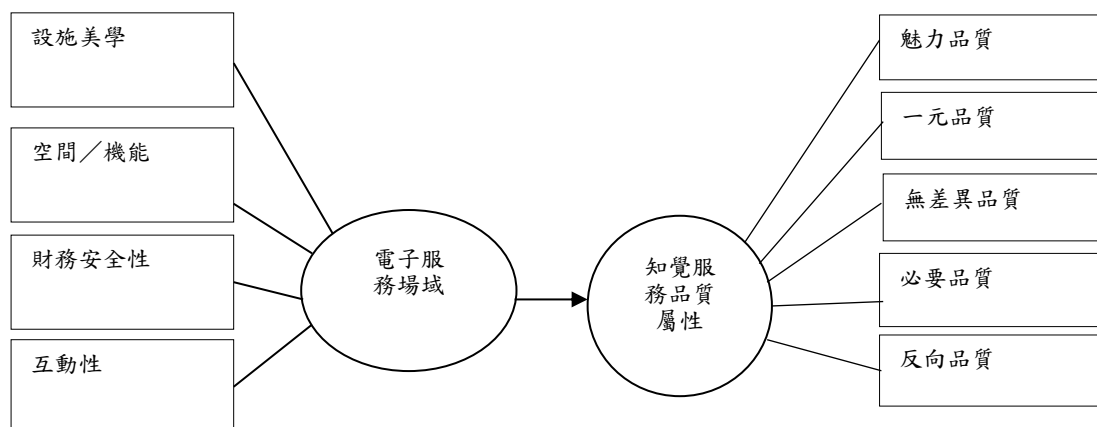 設施美學
空間／機能
財務安全性
互動性
電子服
務場域
知覺服
務品質
屬性
魅力品質
一元品質
無差異品質
必要品質
反向品質